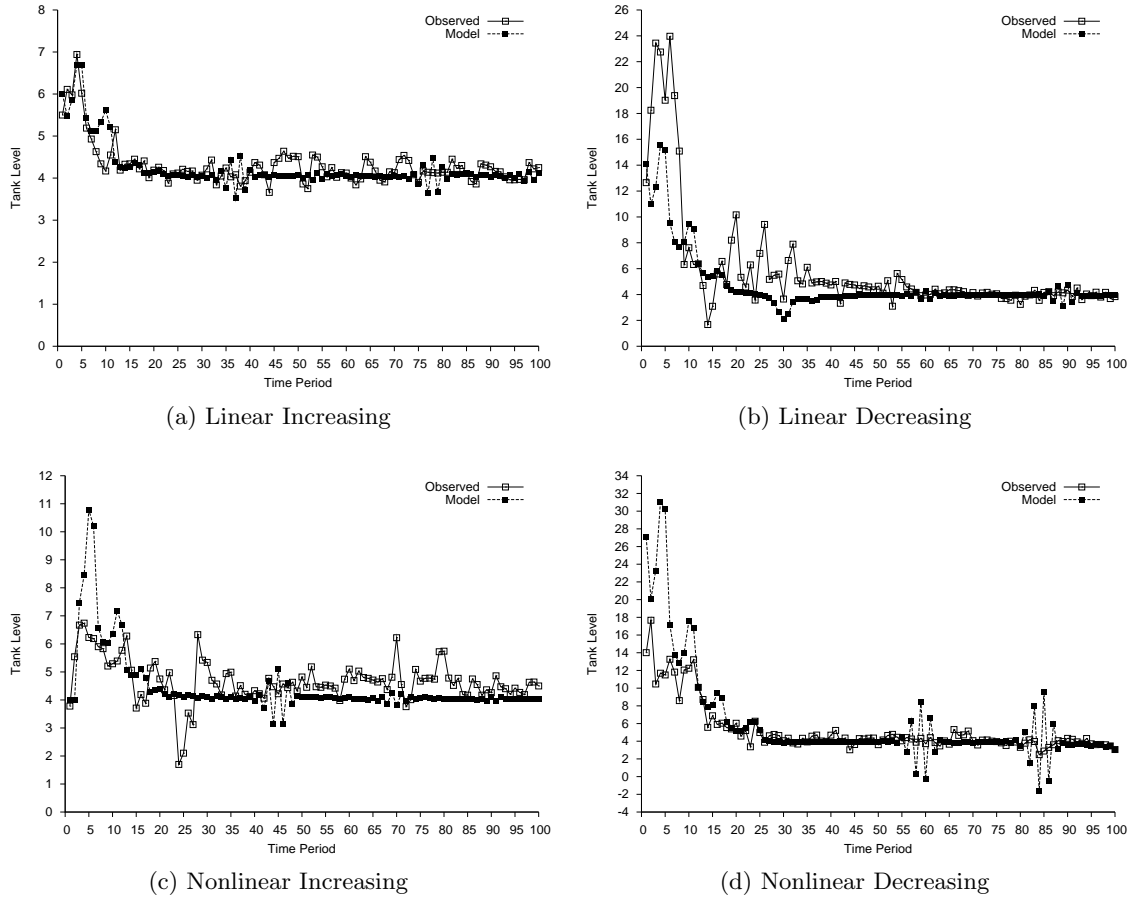 8
7
6
5
4
3
2
1
0
Tank Level
Observed
Model
0 5 10 15 20 25 30 35 40 45 50 55 60 65 70 75 80 85 90 95 100
Time Period
(a) Linear Increasing
26
24
22
20
18
16
14
12
10
8
6
4
2
0
Tank Level
Observed
Model
0 5 10 15 20 25 30 35 40 45 50 55 60 65 70 75 80 85 90 95 100
Time Period
(b) Linear Decreasing
12
11
10
9
8
7
6
5
4
3
2
1
0
Tank Level
Observed
Model
0 5 10 15 20 25 30 35 40 45 50 55 60 65 70 75 80 85 90 95 100
Time Period
(c) Nonlinear Increasing
34
32
30
28
26
24
22
20
18
16
14
12
10
8
6
4
2
0
-2
-4
Tank Level
Observed
Model
0 5 10 15 20 25 30 35 40 45 50 55 60 65 70 75 80 85 90 95 100
Time Period
(d) Nonlinear Decreasing